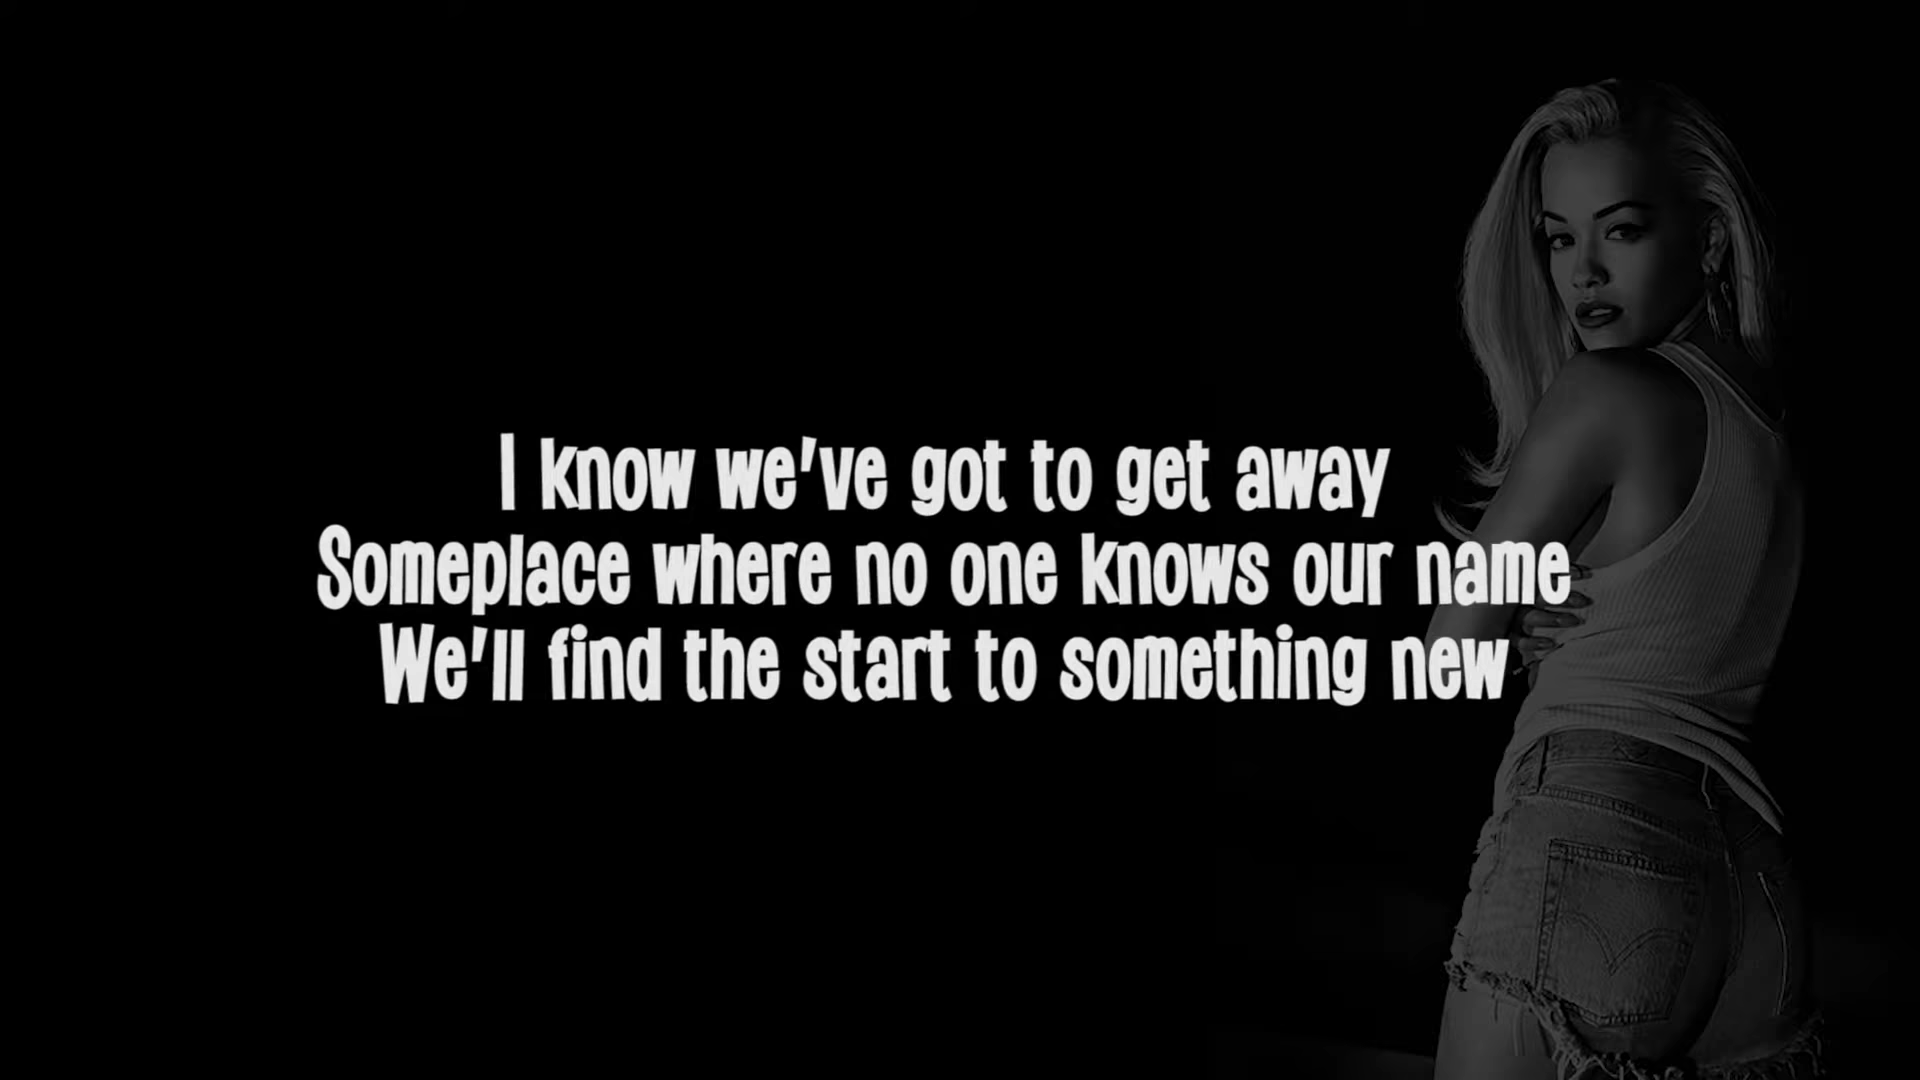 I know we've got to get away
Someplace where no one knows our name
We'll find the start to something new